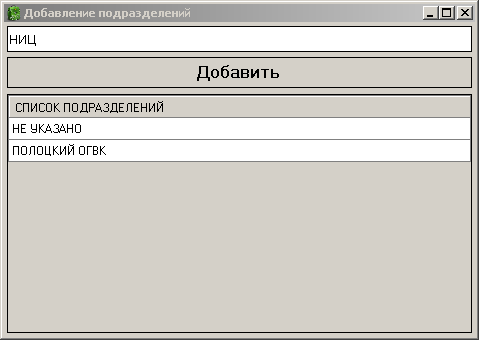 Добавление подразделений
НИЦ
Добавить
СПИСОК ПОДРАЗДЕЛЕНИЙ
НЕ УКАЗАНО
ПОЛОЦКИЙ ОГВК